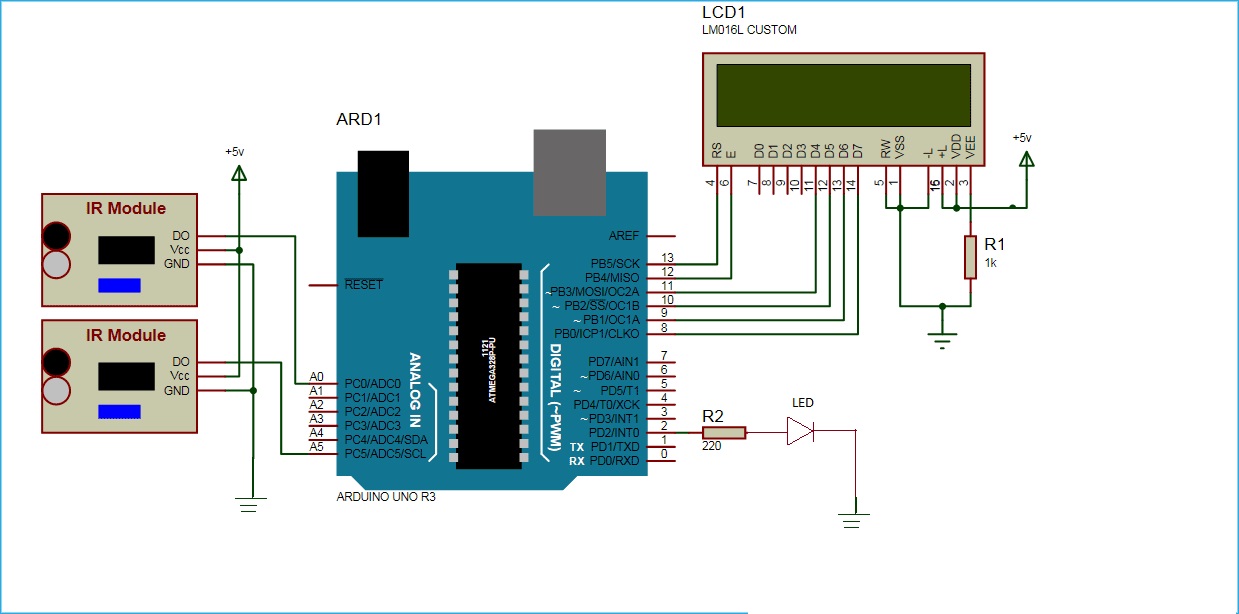 LCD1
LM016L CUSTOM
RS
E
D0
D1
D2
D3
D4
D5
D6
D7
RW
VSS
-L
+L
VDD
VEE
4
6
7
8
9
10
11
12
13
14
5
1
16
2
3
+5v
R1
1k
ARD1
+5v
IR Module
DO
Vcc
GND
IR Module
DO
Vcc
GND
RESET
AREF
PB5/SCK 13
PB4/MISO 12
~PB3/MOSI/OC2A 11
~ PB2/SS/OC1B 10
~ PB1/OC1A 9
PB0/ICP1/CLKO 8
1121
ATMEGA328P-PU
ANALOG IN
DIGITAL (~PWM)
A0 PC0/ADC0
A1 PC1/ADC1
A2 PC2/ADC2
A3 PC3/ADC3
A4 PC4/ADC4/SDA
A5 PC5/ADC5/SCL
PD7/AIN1 7
~PD6/AIN0 6
~ PD5/T1 5
PD4/T0/XCK 4
~PD3/INT1 3
PD2/INT0 2
TX PD1/TXD 1
RX PD0/RXD 0
ARDUINO UNO R3
R2
220
LED